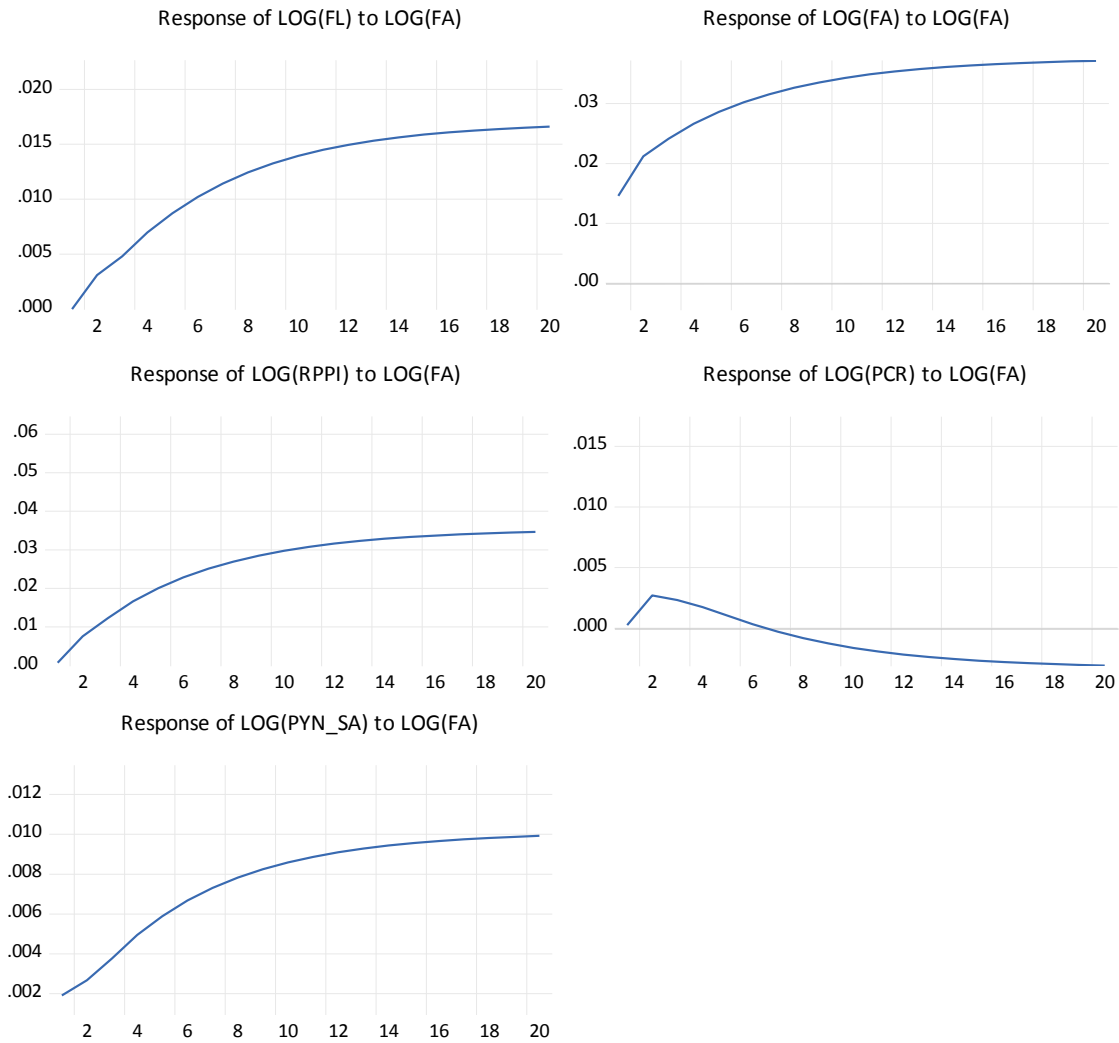 Response of LOG(FL) to LOG(FA)
.020
.015
.010
.005
.000
2 4 6 8 10 12 14 16 18 20
Response of LOG(FA) to LOG(FA)
.03
.02
.01
.00
2 4 6 8 10 12 14 16 18 20
Response of LOG(RPPI) to LOG(FA)
.06
.05
.04
.03
.02
.01
.00
2 4 6 8 10 12 14 16 18 20
Response of LOG(PCR) to LOG(FA)
.015
.010
.005
.000
2 4 6 8 10 12 14 16 18 20
Response of LOG(PYN_SA) to LOG(FA)
.012
.010
.008
.006
.004
.002
2 4 6 8 10 12 14 16 18 20